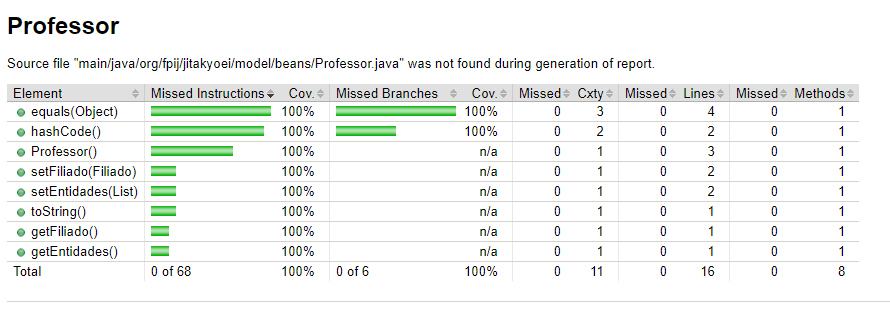 Professor
Source file "main/java/org/fpij/jitakyoei/model/beans/Professor.java" was not found during generation of report.
Element Missed Instructions Cov. Missed Branches Cov. Missed Cxty Missed Lines Missed Methods
equals(Object) 100% 100% 0 3 0 4 0 1
hashCode() 100% 100% 0 2 0 2 0 1
Professor() 100% n/a 0 1 0 3 0 1
setFiliado(Filiado) 100% n/a 0 1 0 2 0 1
setEntidades(List) 100% n/a 0 1 0 2 0 1
toString() 100% n/a 0 1 0 1 0 1
getFiliado() 100% n/a 0 1 0 1 0 1
getEntidades() 100% n/a 0 1 0 1 0 1
Total 0 of 68 100% 0 of 6 100% 0 11 0 16 0 8